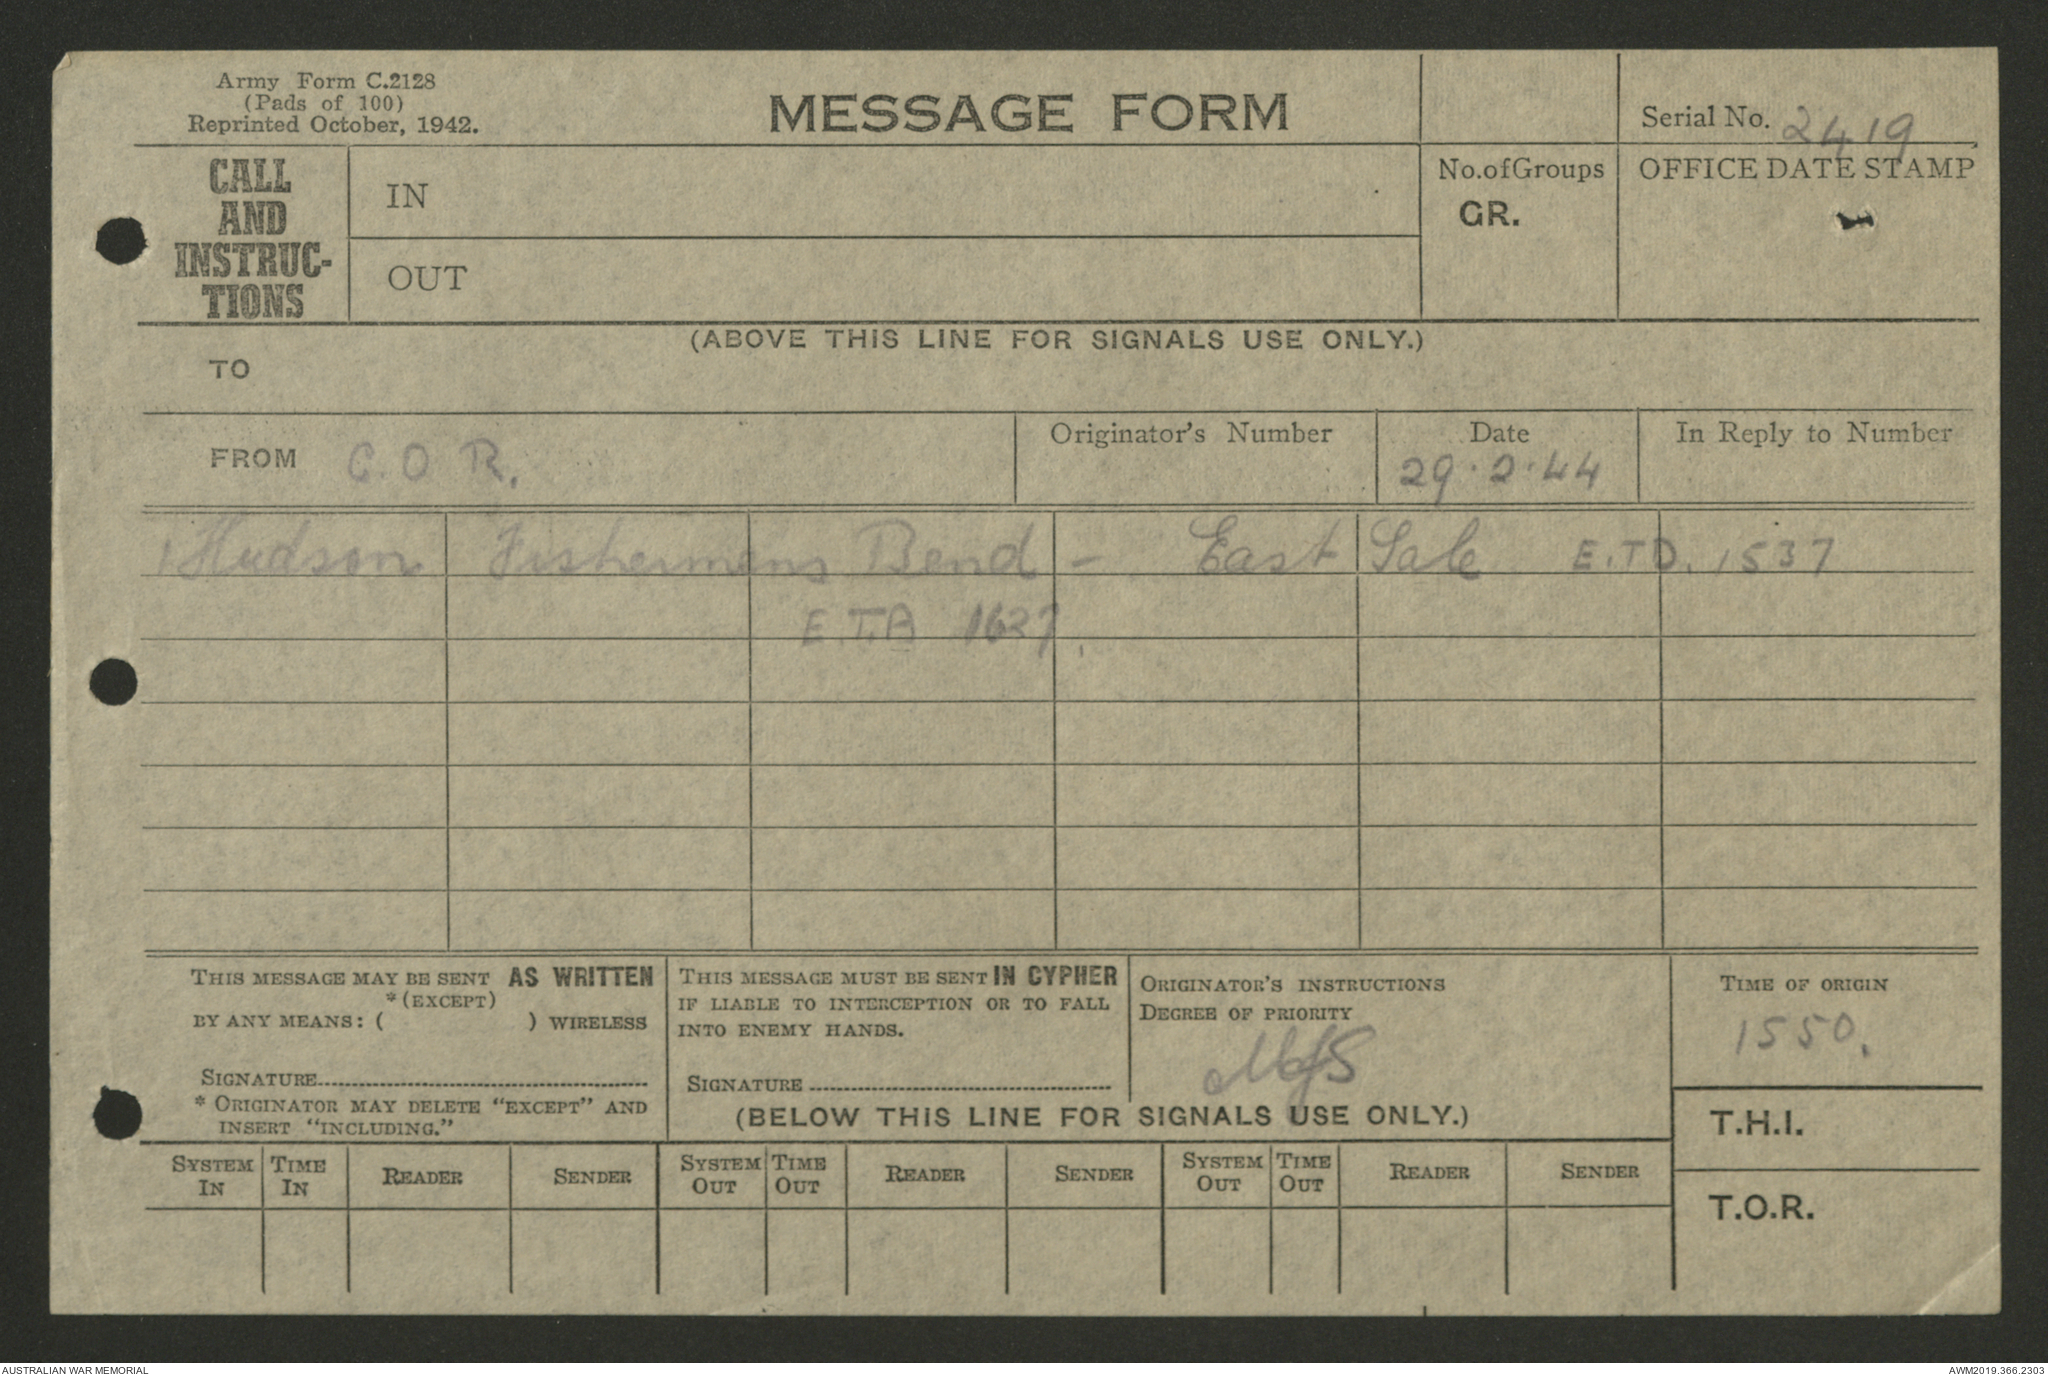 Army Form C.2128
(Pads of 100)
Reprinted October, 1942.
MESSAGE FORM
Serial No. 2419
CALL
AND
INSTRUC-
TIONS
IN
OUT
No.ofGroups
GR.
OFFICE DATE STAMP
(ABOVE THIS LINE FOR SIGNALS USE ONLY.)
TO
FROM C.O.R.
Originator's Number
Date
29.2.44
In Reply to Number
1 Hudson Fishermens Bend - East Sale E.T.D. 1537
E.T.A 1627.
THIS MESSAGE MAY BE SENT AS WRITTEN
*(EXCEPT)
BY ANY MEANS: ( ) WIRELESS
SIGNATURE
* ORIGINATOR MAY DELETE "EXCEPT" AND
INSERT "INCLUDING."
THIS MESSAGE MUST BE SENT IN CYPHER
IF LIABLE TO INTERCEPTION OR TO FALL
INTO ENEMY HANDS.
SIGNATURE
ORIGINATOR'S INSTRUCTIONS
DEGREE OF PRIORITY
TIME OF ORIGIN
1550.
(BELOW THIS LINE FOR SIGNALS USE ONLY.)
T.H.I.
T.O.R.
SYSTEM IN
TIME IN
READER
SENDER
SYSTEM OUT
TIME OUT
READER
SENDER
SYSTEM OUT
TIME OUT
READER
SENDER
AUSTRALIAN WAR MEMORIAL
AWM2019.366.2303